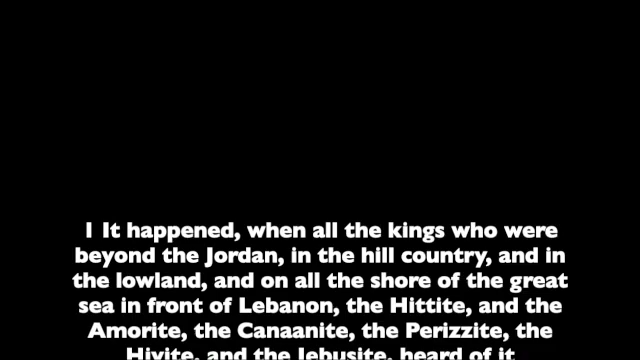 1 It happened, when all the kings who were
beyond the Jordan, in the hill country, and in
the lowland, and on all the shore of the great
sea in front of Lebanon, the Hittite, and the
Amorite, the Canaanite, the Perizzite, the
Hivite, and the Jebusite, heard of it